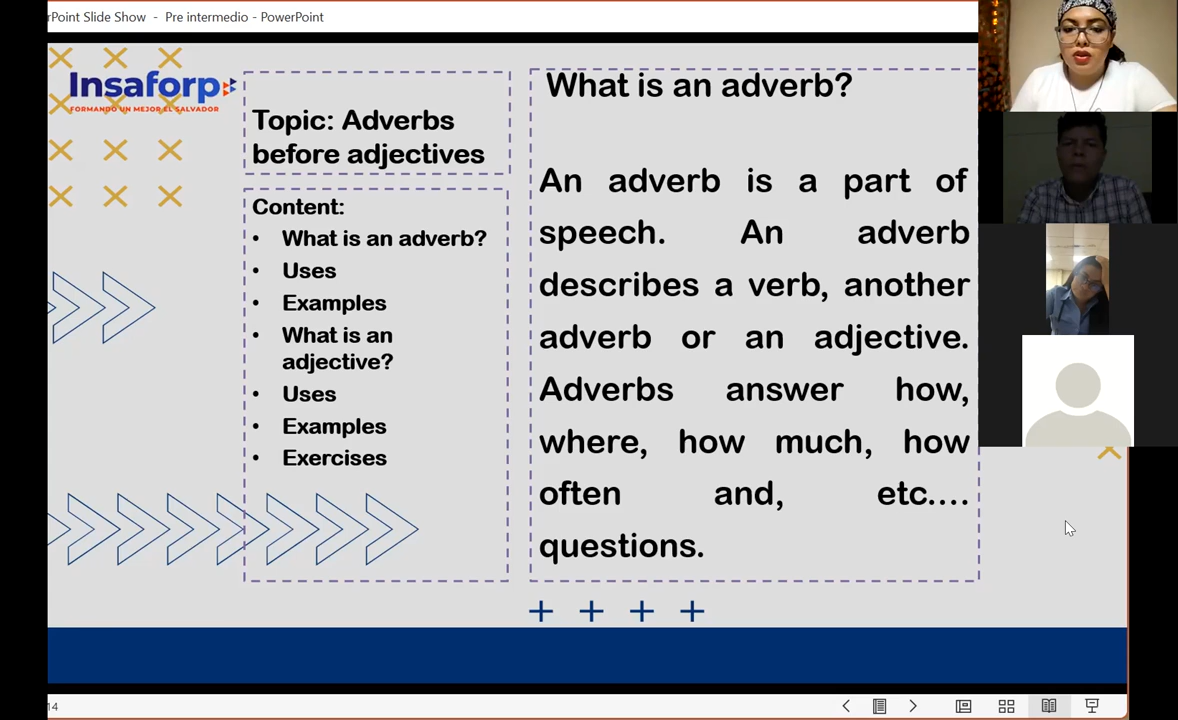 rPoint Slide Show - Pre intermedio - PowerPoint
Insaforp
FORMANDO UN MEJOR EL SALVADOR
Topic: Adverbs
before adjectives
Content:
• What is an adverb?
• Uses
• Examples
• What is an
adjective?
• Uses
• Examples
• Exercises
What is an adverb?
An adverb is a part of
speech. An adverb
describes a verb, another
adverb or an adjective.
Adverbs answer how,
where, how much, how
often and, etc....
questions.
14